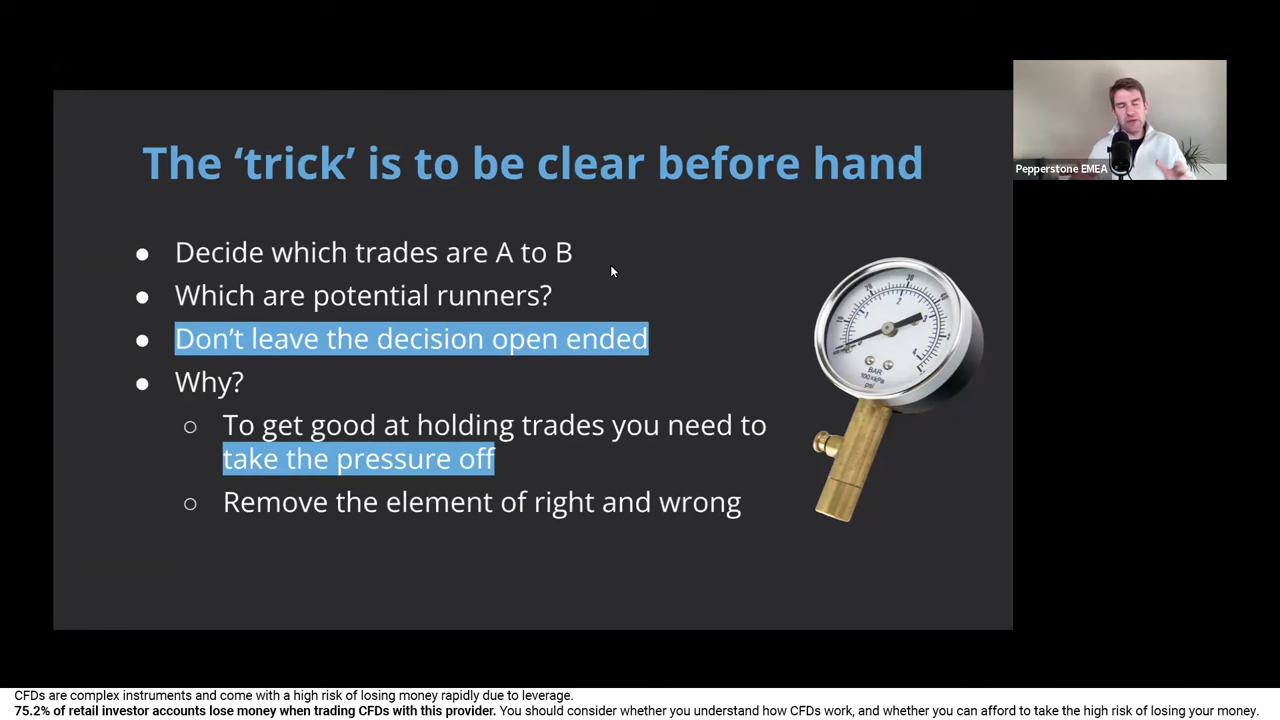 The ‘trick’ is to be clear before hand
● Decide which trades are A to B
● Which are potential runners?
● Don’t leave the decision open ended
● Why?
○ To get good at holding trades you need to
take the pressure off
○ Remove the element of right and wrong
BAR
100xkPa
psi
Pepperstone EMEA
CFDs are complex instruments and come with a high risk of losing money rapidly due to leverage.
75.2% of retail investor accounts lose money when trading CFDs with this provider. You should consider whether you understand how CFDs work, and whether you can afford to take the high risk of losing your money.